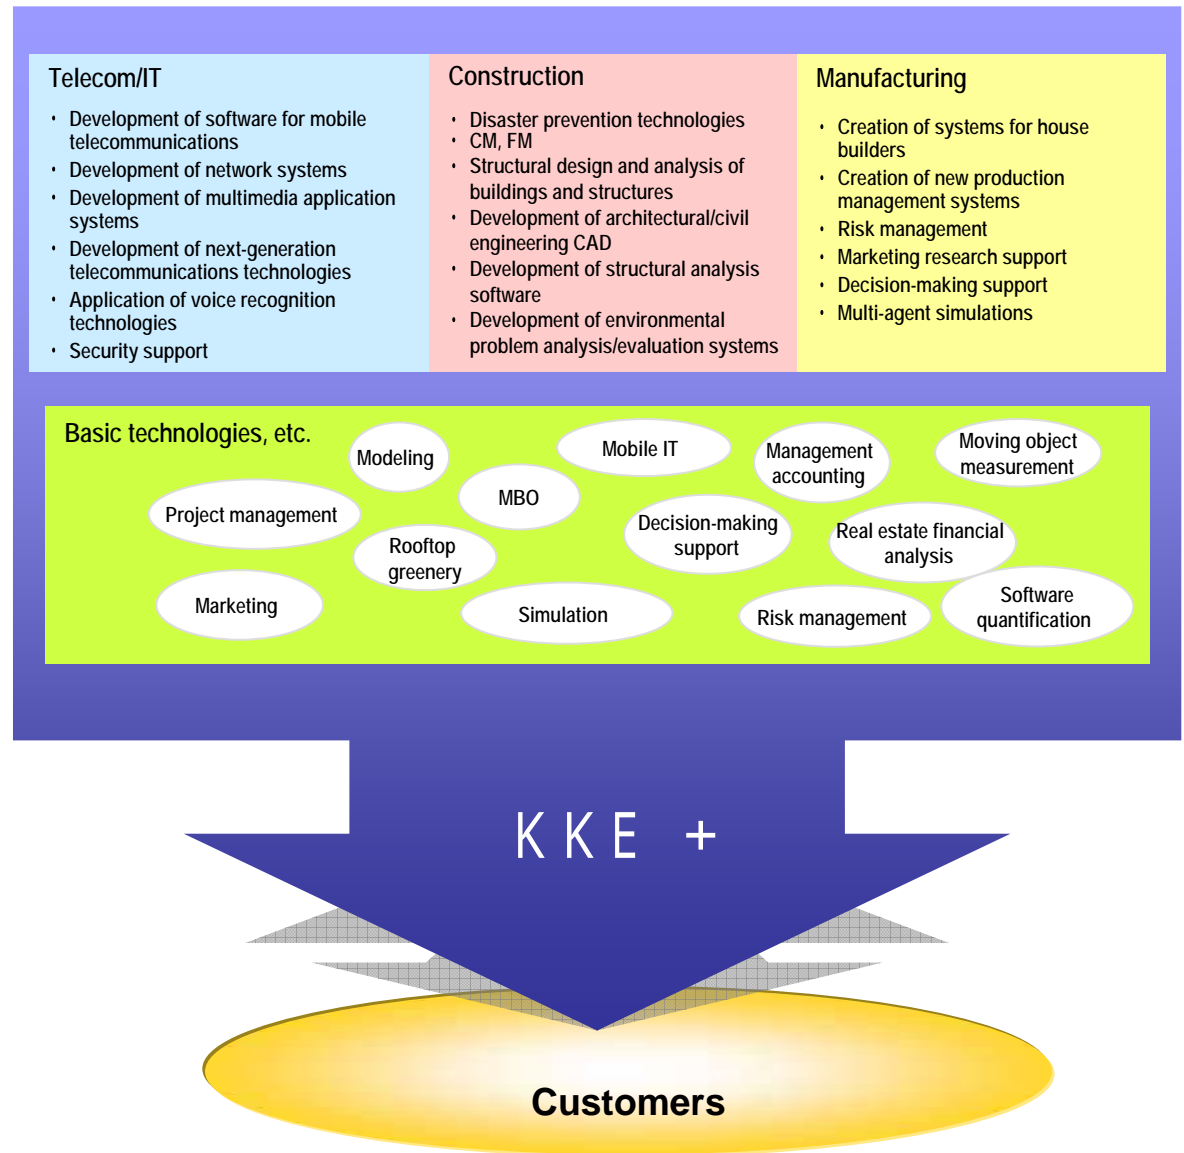 Telecom/IT
・ Development of software for mobile
telecommunications
・ Development of network systems
・ Development of multimedia application
systems
・ Development of next-generation
telecommunications technologies
・ Application of voice recognition
technologies
・ Security support
Construction
・ Disaster prevention technologies
・ CM, FM
・ Structural design and analysis of
buildings and structures
・ Development of architectural/civil
engineering CAD
・ Development of structural analysis
software
・ Development of environmental
problem analysis/evaluation systems
Manufacturing
・ Creation of systems for house
builders
・ Creation of new production
management systems
・ Risk management
・ Marketing research support
・ Decision-making support
・ Multi-agent simulations
Basic technologies, etc.
Modeling
Mobile IT
Management
accounting
Moving object
measurement
Project management
MBO
Decision-making
support
Real estate financial
analysis
Rooftop
greenery
Marketing
Simulation
Risk management
Software
quantification
KKE +
Customers